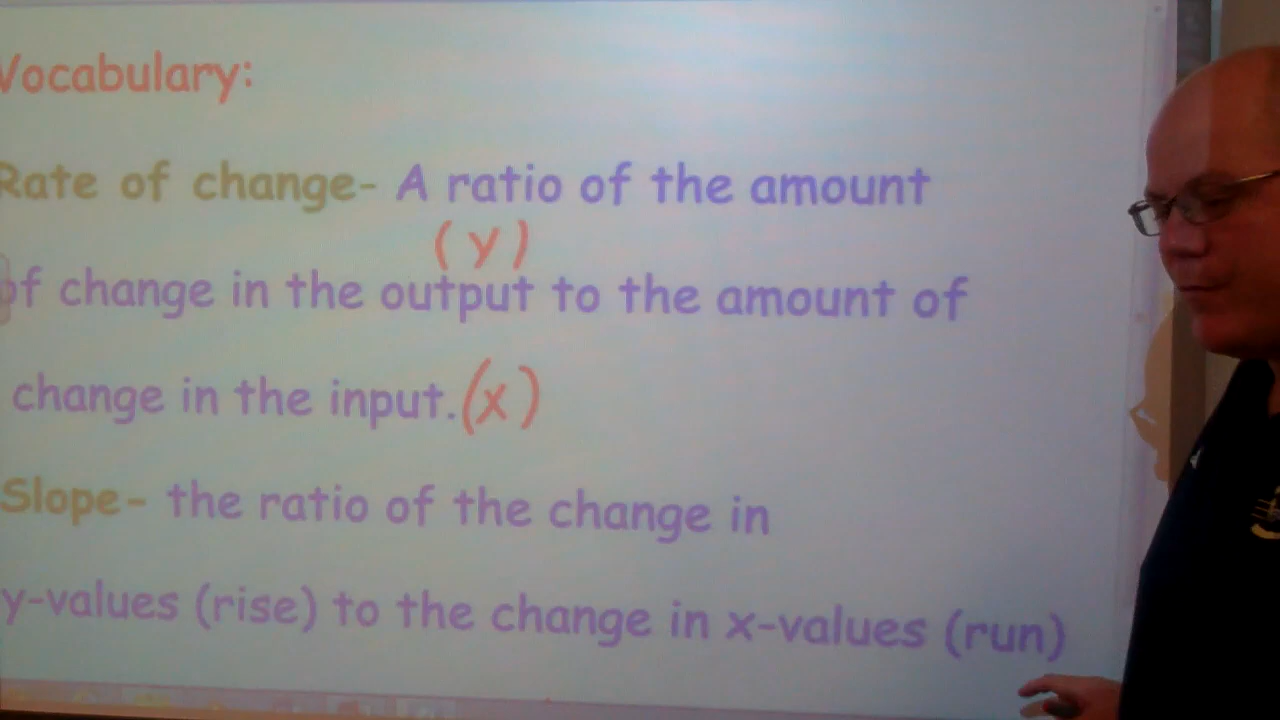 Vocabulary:
Rate of change- A ratio of the amount
(y)
of change in the output to the amount of
change in the input. (x)
Slope- the ratio of the change in
y-values (rise) to the change in x-values (run)